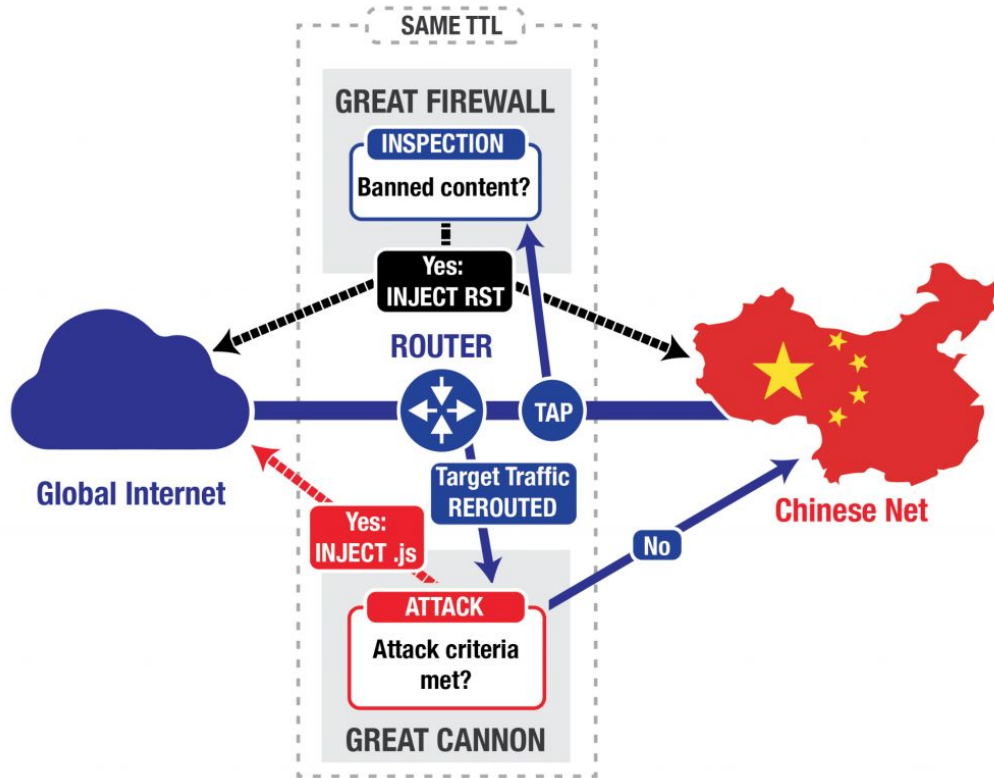 SAME TTL
GREAT FIREWALL
INSPECTION
Banned content?
Yes:
INJECT RST
ROUTER
TAP
Global Internet
Target Traffic
REROUTED
Chinese Net
Yes:
INJECT .js
No
ATTACK
Attack criteria
met?
GREAT CANNON